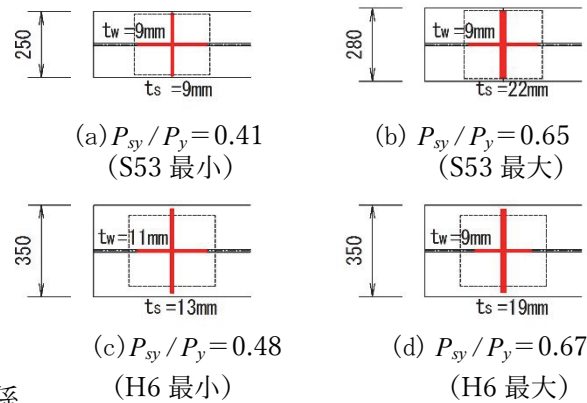 250
tw=9mm
ts =9mm
(a)Psy/Py=0.41
(S53 最小)
280
tw=9mm
ts=22mm
(b) Psy/Py=0.65
(S53 最大)
350
tw=11mm
ts=13mm
(c)Psy/Py=0.48
(H6 最小)
350
tw=9mm
ts=19mm
(d) Psy/Py=0.67
(H6 最大)